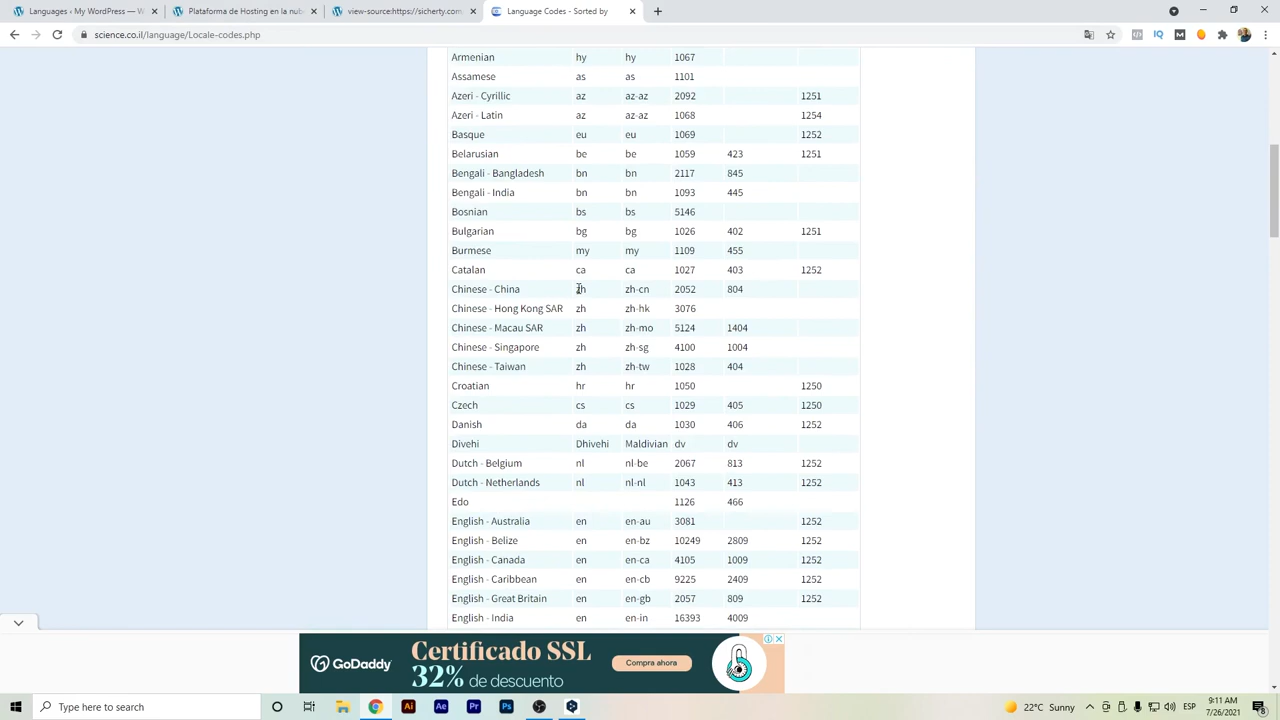 Languages ‹ My WordPress — W
Plataforma de Hosting en la nub
view-source:https://sicherty.com
Language Codes - Sorted by
science.co.il/language/Locale-codes.php
Armenian hy hy 1067
Assamese as as 1101
Azeri - Cyrillic az az-az 2092 1251
Azeri - Latin az az-az 1068 1254
Basque eu eu 1069 1252
Belarusian be be 1059 423 1251
Bengali - Bangladesh bn bn 2117 845
Bengali - India bn bn 1093 445
Bosnian bs bs 5146
Bulgarian bg bg 1026 402 1251
Burmese my my 1109 455
Catalan ca ca 1027 403 1252
Chinese - China zh zh-cn 2052 804
Chinese - Hong Kong SAR zh zh-hk 3076
Chinese - Macau SAR zh zh-mo 5124 1404
Chinese - Singapore zh zh-sg 4100 1004
Chinese - Taiwan zh zh-tw 1028 404
Croatian hr hr 1050 1250
Czech cs cs 1029 405 1250
Danish da da 1030 406 1252
Divehi Dhivehi Maldivian dv dv
Dutch - Belgium nl nl-be 2067 813 1252
Dutch - Netherlands nl nl-nl 1043 413 1252
Edo 1126 466
English - Australia en en-au 3081 1252
English - Belize en en-bz 10249 2809 1252
English - Canada en en-ca 4105 1009 1252
English - Caribbean en en-cb 9225 2409 1252
English - Great Britain en en-gb 2057 809 1252
English - India en en-in 16393 4009
GoDaddy
Certificado SSL
32% de descuento
Compra ahora
Type here to search
Ai
Ae
Pr
Ps
22°C Sunny
ESP
9:11 AM
7/26/2021